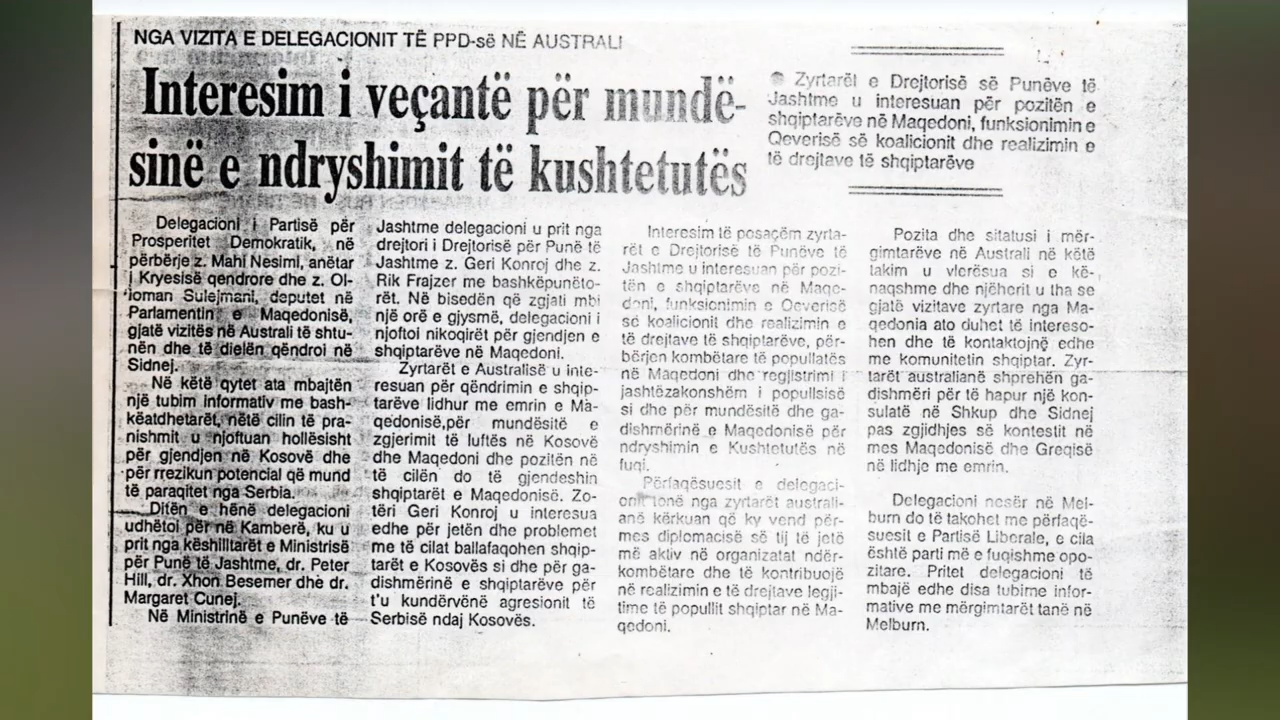 NGA VIZITA E DELEGACIONIT TË PPD-së NË AUSTRALI
Interesim i veçantë për mundë-
sinë e ndryshimit të kushtetutës
Zyrtarët e Drejtorisë së Punëve të
Jashtme u interesuan për pozitën e
shqiptarëve në Maqedoni, funksionimin e
Qeverisë së koalicionit dhe realizimin e
të drejtave të shqiptarëve
Delegacioni i Partisë për
Prosperitet Demokratik, në
përbërje z. Mahi Nesimi, anëtar
i Kryesisë qendrore dhe z. Ol-
loman Sulejmani, deputet në
Parlamentin e Maqedonisë,
gjatë vizitës në Australi të shtu-
nën dhe të dielën qëndroi në
Sidnej.
Në këtë qytet ata mbajtën
një tubim informativ me bash-
këatdhetarët, nëtë cilin të pra-
nishmit u njoftuan hollësisht
për gjendjen në Kosovë dhe
për rrezikun potencial që mund
të paraqitet nga Serbia.
Ditën e hënë delegacioni
udhëtoi për në Kamberë, ku u
prit nga këshilltarët e Ministrisë
për Punë të Jashtme, dr. Peter
Hill, dr. Xhon Besemer dhe dr.
Margaret Cunej.
Në Ministrinë e Punëve të
Jashtme delegacioni u prit nga
drejtori i Drejtorisë për Punë të
Jashtme z. Geri Konroj dhe z.
Rik Frajzer me bashkëpunëto-
rët. Në bisedën që zgjati mbi
një orë e gjysmë, delegacioni i
njoftoi nikoqirët për gjendjen e
shqiptarëve në Maqedoni.
Zyrtarët e Australisë u inte-
resuan për qëndrimin e shqip-
tarëve lidhur me emrin e Ma-
qedonisë,për mundësitë e
zgjerimit të luftës në Kosovë
dhe Maqedoni dhe pozitën në
të cilën do të gjendeshin
shqiptarët e Maqedonisë. Zo-
tëri Geri Konroj u interesua
edhe për jetën dhe problemet
me të cilat ballafaqohen shqip-
tarët e Kosovës si dhe për ga-
dishmërinë e shqiptarëve për
t'u kundërvënë agresionit të
Serbisë ndaj Kosovës.
Interesim të posaçëm zyrta-
rët e Drejtorisë të Punëve të
Jashtme u interesuan për pozi-
tën e shqiptarëve në Maqe-
doni, funksionimin e Qeverisë
së koalicionit dhe realizimin e
të drejtave të shqiptarëve, për-
bërjen kombëtare të popullatës
në Maqedoni dhe regjistrimi i
jashtëzakonshëm i popullsisë
si dhe për mundësitë dhe ga-
dishmërinë e Maqedonisë për
ndryshimin e Kushtetutës në
fuqi.
Përfaqësuesit e delegaci-
onit tonë nga zyrtarët australi-
anë kërkuan që ky vend për-
mes diplomacisë së tij të jetë
më aktiv në organizatat ndër-
kombëtare dhe të kontribuojë
në realizimin e të drejtave legji-
time të popullit shqiptar në Ma-
qedoni.
Pozita dhe sitatusi i mër-
gimtarëve në Australi në këtë
takim u vlerësua si e kë-
naqshme dhe njëherit u tha se
gjatë vizitave zyrtare nga Ma-
qedonia ato duhet të intereso-
hen dhe të kontaktojnë edhe
me komunitetin shqiptar. Zyr-
tarët australianë shprehën ga-
dishmëri për të hapur një kon-
sulatë në Shkup dhe Sidnej
pas zgjidhjes së kontestit në
mes Maqedonisë dhe Greqisë
në lidhje me emrin.
Delegacioni nesër në Mel-
burn do të takohet me përfaqë-
suesit e Partisë Liberale, e cila
është parti më e fuqishme opo-
zitare. Pritet delegacioni të
mbajë edhe disa tubime infor-
mative me mërgimtarët tanë në
Melburn.